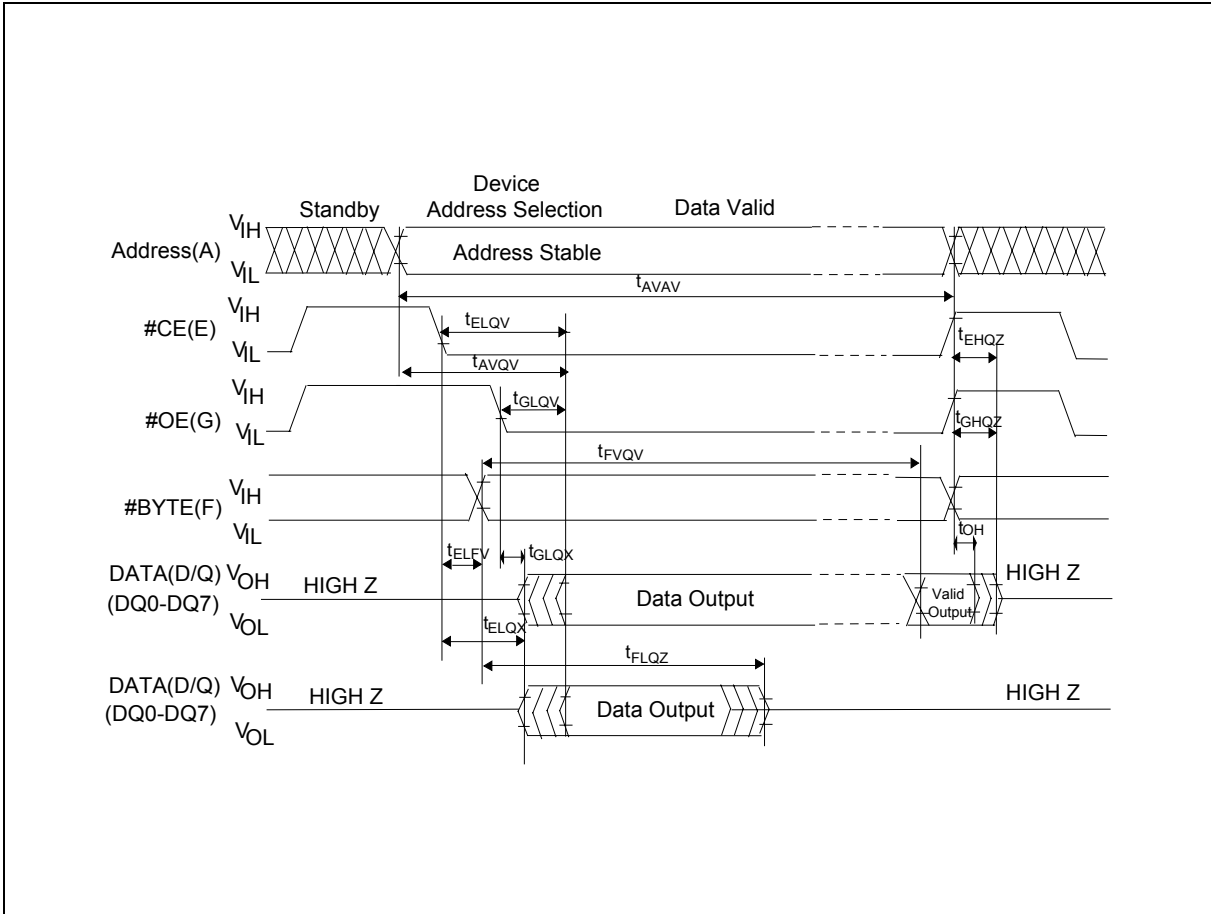 Device
Standby Address Selection Data Valid
VIH
Address(A) Address Stable
VIL
tAVAV
VIH
#CE(E) tELQV tEHQZ
VIL
tAVQV
VIH
#OE(G) tGLQV tGHQZ
VIL
tFVQV
VIH
#BYTE(F)
VIL
tOH
tELFV tGLQX
DATA(D/Q) VOH HIGH Z Data Output Valid HIGH Z
(DQ0-DQ7) Output
VOL
tELQX
tFLQZ
DATA(D/Q) VOH HIGH Z Data Output HIGH Z
(DQ0-DQ7)
VOL